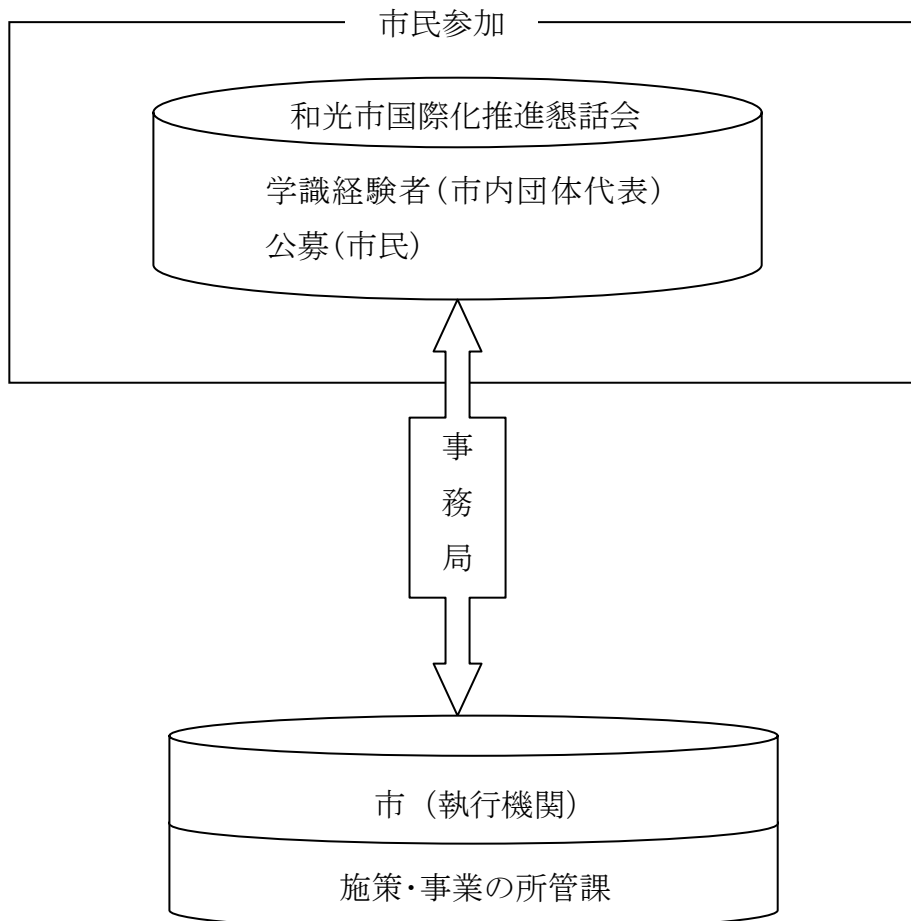 市民参加
和光市国際化推進懇話会
学識経験者（市内団体代表）
公募（市民）
事務局
市（執行機関）
施策・事業の所管課